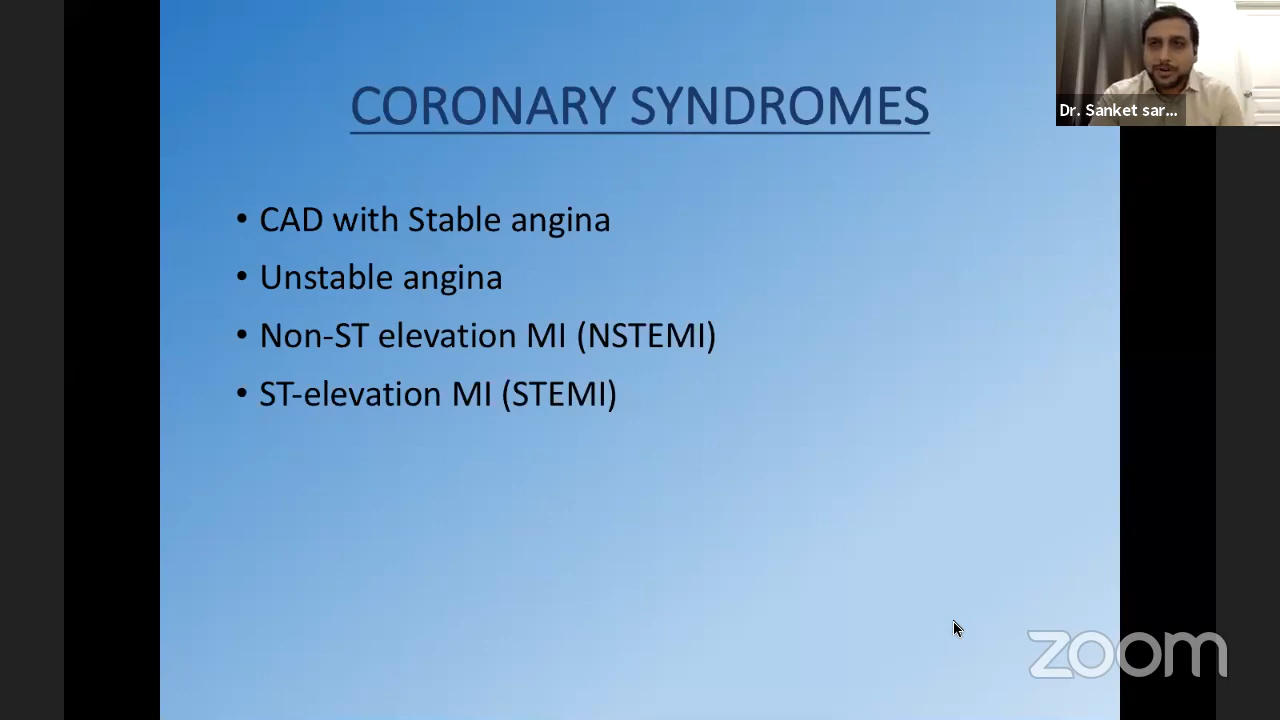 CORONARY SYNDROMES
Dr. Sanket sar...
• CAD with Stable angina
• Unstable angina
• Non-ST elevation MI (NSTEMI)
• ST-elevation MI (STEMI)
zoom